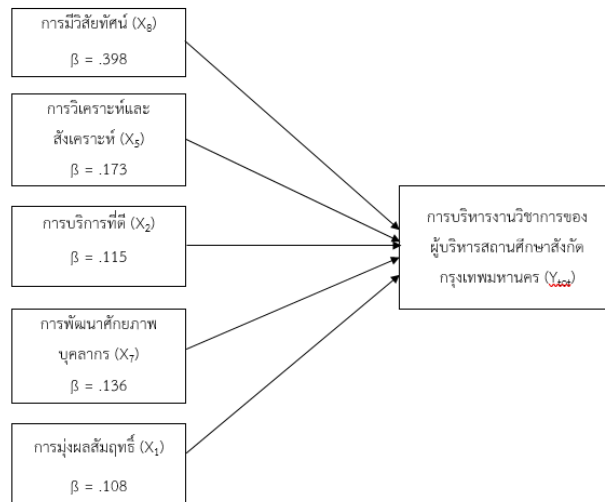 การมีวิสัยทัศน์ (X₈)
β = .398
การวิเคราะห์และ
สังเคราะห์ (X₅)
β = .173
การบริการที่ดี (X₂)
β = .115
การพัฒนาศักยภาพ
บุคลากร (X₇)
β = .136
การมุ่งผลสัมฤทธิ์ (X₁)
β = .108
การบริหารงานวิชาการของ
ผู้บริหารสถานศึกษาสังกัด
กรุงเทพมหานคร (Yₜₒₜ)